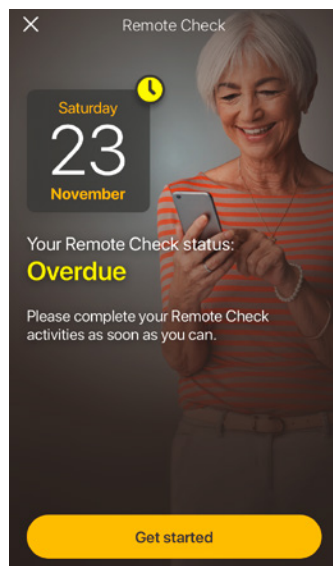 Remote Check
Saturday
23
November
Your Remote Check status:
Overdue
Please complete your Remote Check
activities as soon as you can.
Get started